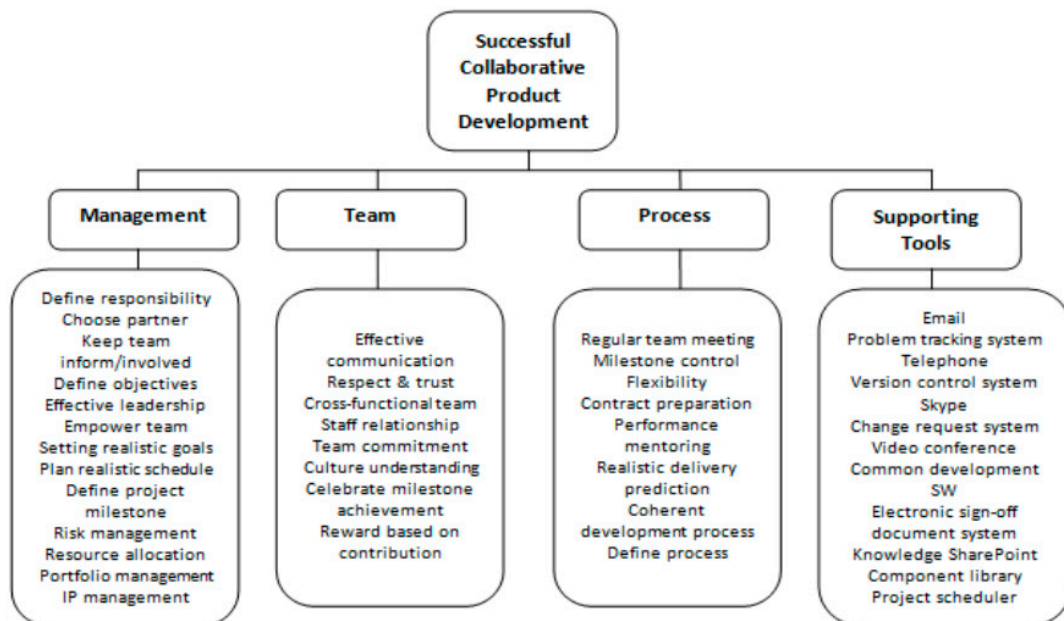 Successful
Collaborative
Product
Development
Management
Team
Process
Supporting
Tools
Define responsibility
Choose partner
Keep team
inform/involved
Define objectives
Effective leadership
Empower team
Setting realistic goals
Plan realistic schedule
Define project
milestone
Risk management
Resource allocation
Portfolio management
IP management
Effective
communication
Respect & trust
Cross-functional team
Staff relationship
Team commitment
Culture understanding
Celebrate milestone
achievement
Reward based on
contribution
Regular team meeting
Milestone control
Flexibility
Contract preparation
Performance
mentoring
Realistic delivery
prediction
Coherent
development process
Define process
Email
Problem tracking system
Telephone
Version control system
Skype
Change request system
Video conference
Common development
SW
Electronic sign-off
document system
Knowledge SharePoint
Component library
Project scheduler